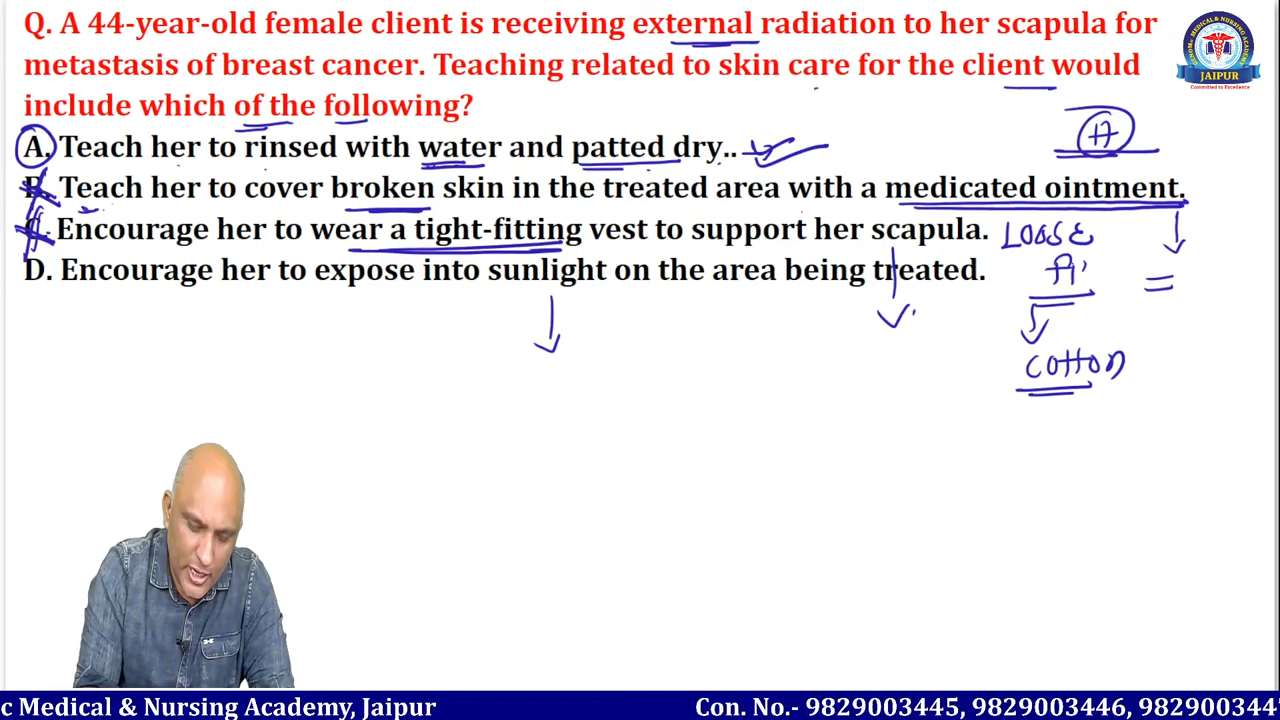 Q. A 44-year-old female client is receiving external radiation to her scapula for
metastasis of breast cancer. Teaching related to skin care for the client would
include which of the following?
A. Teach her to rinsed with water and patted dry..
B. Teach her to cover broken skin in the treated area with a medicated ointment.
C. Encourage her to wear a tight-fitting vest to support her scapula.
D. Encourage her to expose into sunlight on the area being treated.
A
LOOSE
cotton
JAIPUR
Committed to Excellence
c Medical & Nursing Academy, Jaipur
Con. No.- 9829003445, 9829003446, 982900344